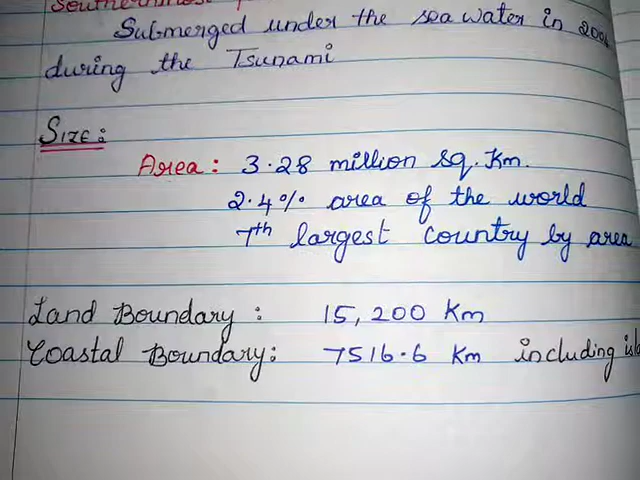 Submerged under the sea water in 2004
during the Tsunami
SIZE:
Area: 3.28 million sq. Km.
2.4% area of the world
7th largest country by area
Land Boundary: 15,200 Km
Coastal Boundary: 7516.6 Km including